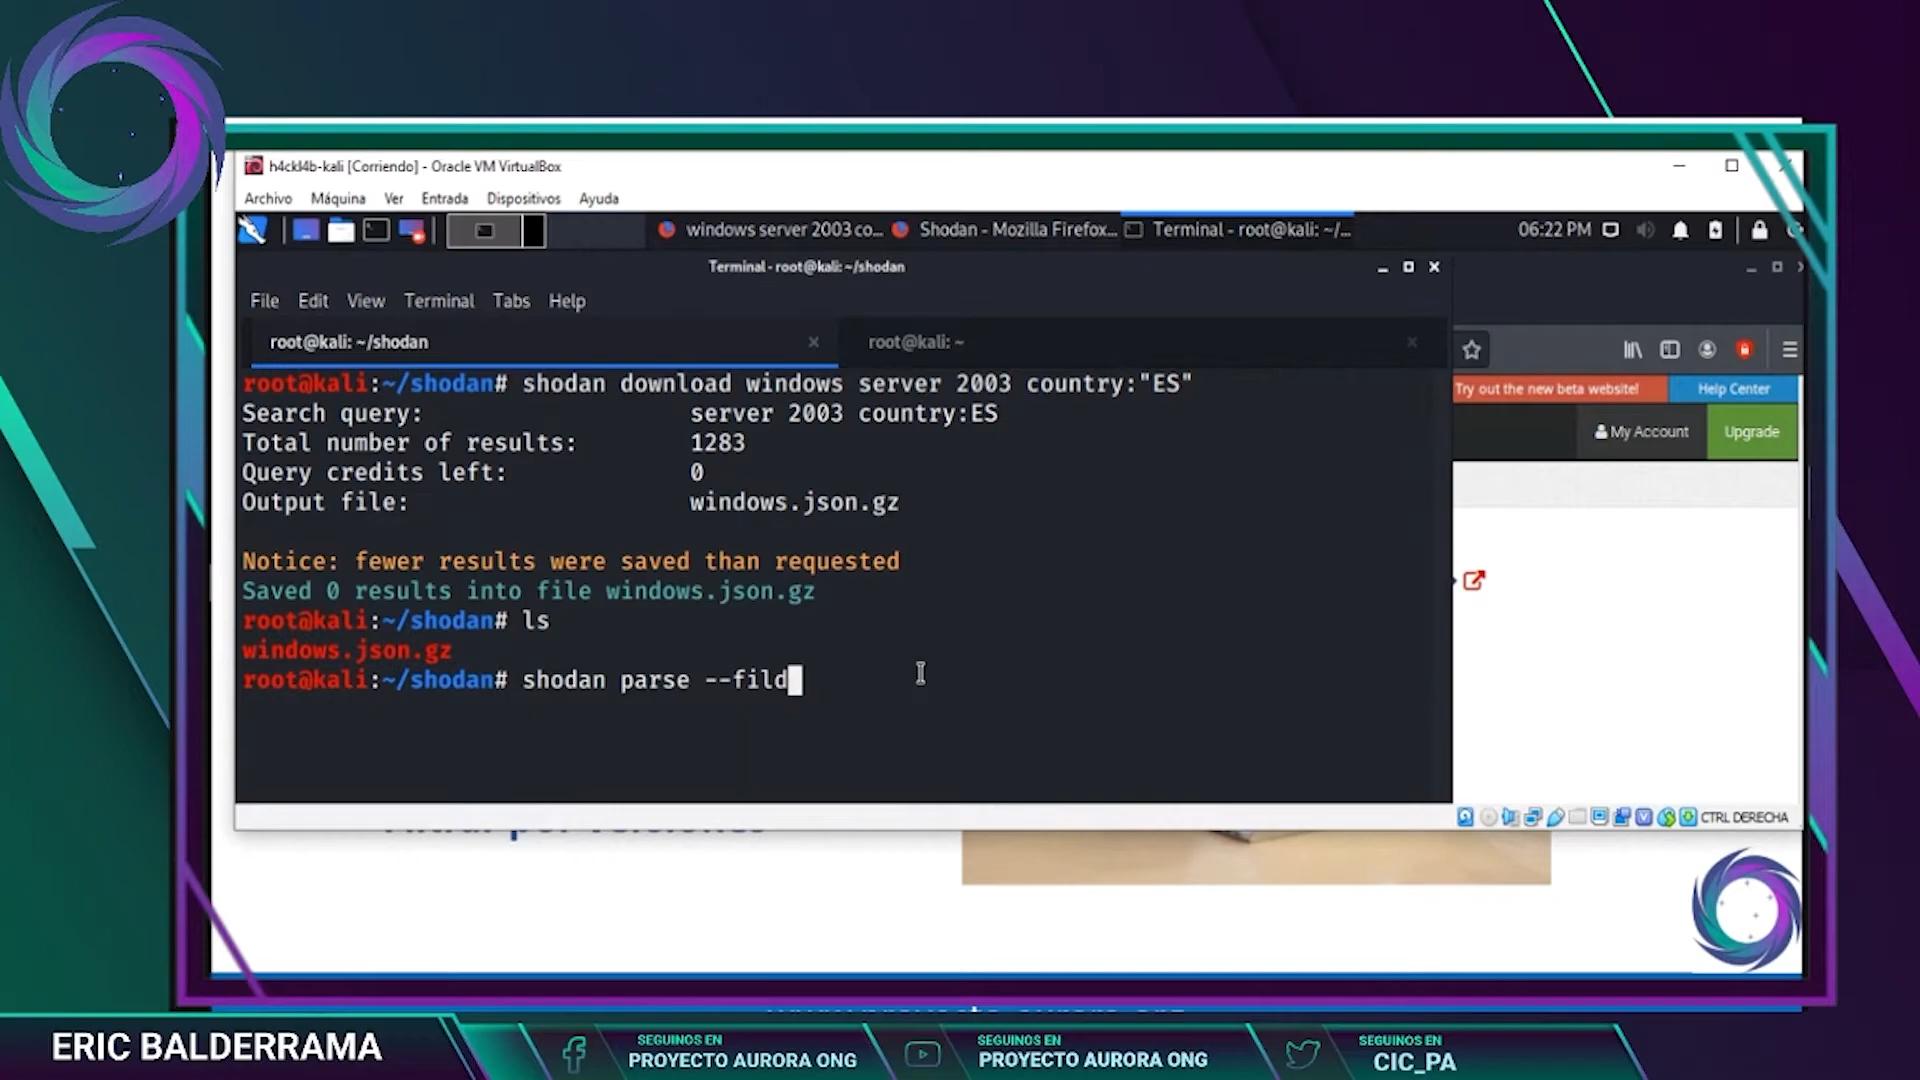 h4ckl4b-kali [Corriendo] - Oracle VM VirtualBox
Archivo Máquina Ver Entrada Dispositivos Ayuda
windows server 2003 co... Shodan - Mozilla Firefox... Terminal - root@kali: ~/... 06:22 PM
Terminal - root@kali: ~/shodan
File Edit View Terminal Tabs Help
root@kali: ~/shodan root@kali: ~
Try out the new beta website! Help Center
My Account Upgrade
root@kali:~/shodan# shodan download windows server 2003 country:"ES"
Search query: server 2003 country:ES
Total number of results: 1283
Query credits left: 0
Output file: windows.json.gz
Notice: fewer results were saved than requested
Saved 0 results into file windows.json.gz
root@kali:~/shodan# ls
windows.json.gz
root@kali:~/shodan# shodan parse --fild
CTRL DERECHA
ERIC BALDERRAMA
SEGUINOS EN
PROYECTO AURORA ONG
SEGUINOS EN
PROYECTO AURORA ONG
SEGUINOS EN
CIC_PA